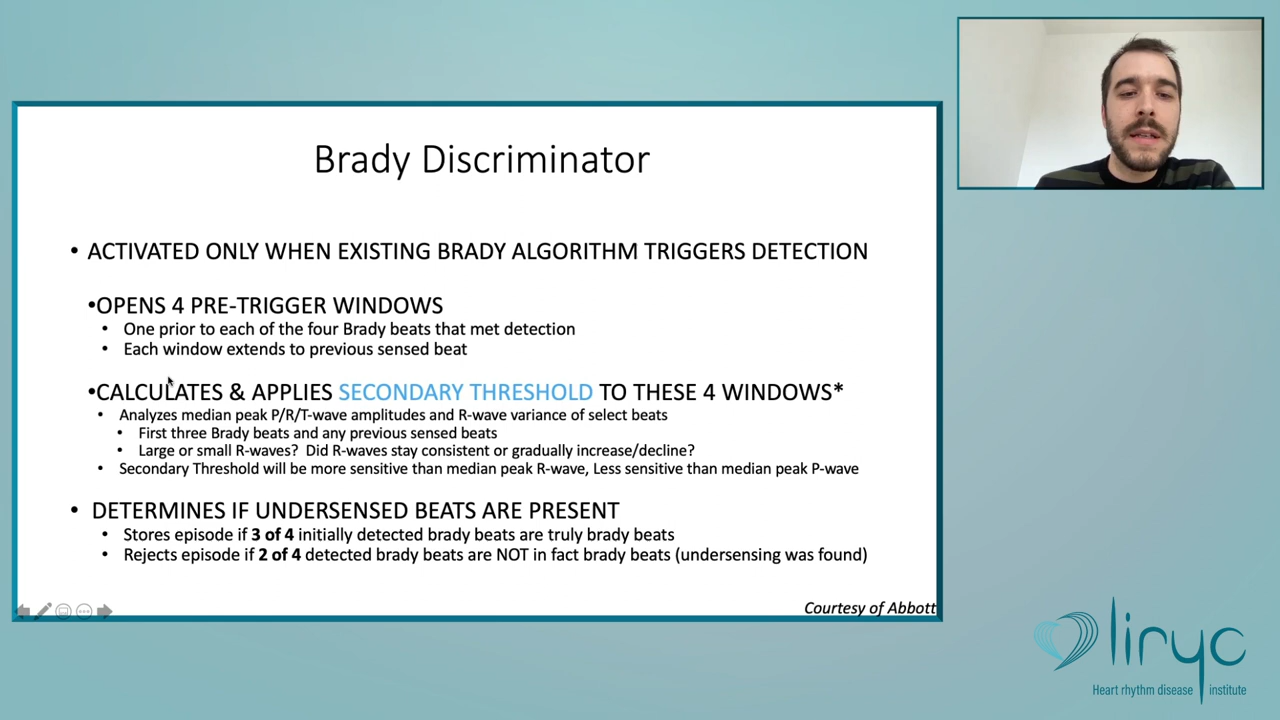 Brady Discriminator
• ACTIVATED ONLY WHEN EXISTING BRADY ALGORITHM TRIGGERS DETECTION
•OPENS 4 PRE-TRIGGER WINDOWS
• One prior to each of the four Brady beats that met detection
• Each window extends to previous sensed beat
•CALCULATES & APPLIES SECONDARY THRESHOLD TO THESE 4 WINDOWS*
• Analyzes median peak P/R/T-wave amplitudes and R-wave variance of select beats
• First three Brady beats and any previous sensed beats
• Large or small R-waves? Did R-waves stay consistent or gradually increase/decline?
• Secondary Threshold will be more sensitive than median peak R-wave, Less sensitive than median peak P-wave
• DETERMINES IF UNDERSENSED BEATS ARE PRESENT
• Stores episode if 3 of 4 initially detected brady beats are truly brady beats
• Rejects episode if 2 of 4 detected brady beats are NOT in fact brady beats (undersensing was found)
Courtesy of Abbott
liryc
Heart rhythm disease institute